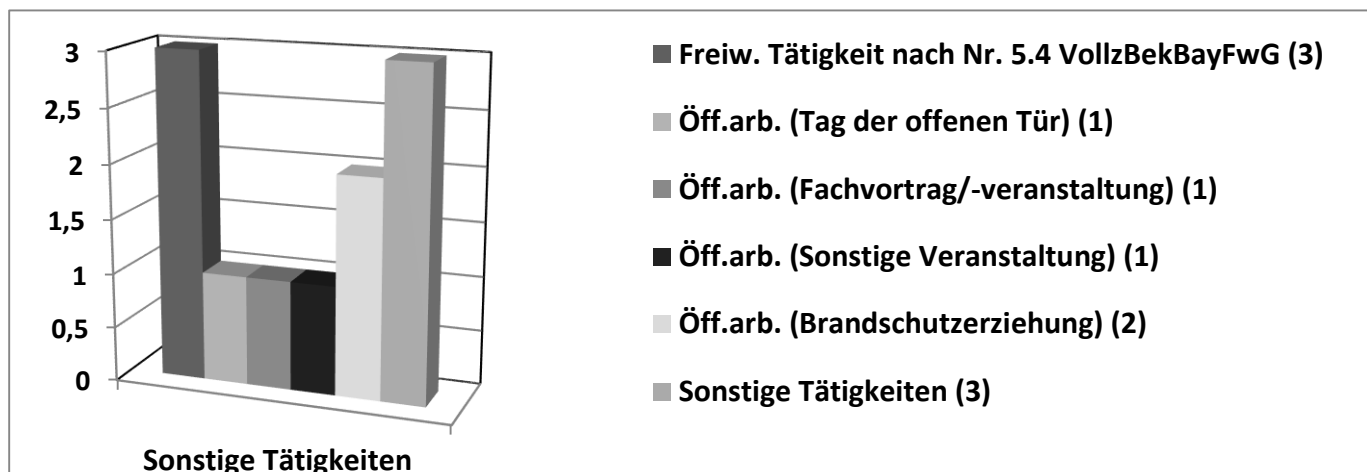 3
2,5
2
1,5
1
0,5
0
Sonstige Tätigkeiten
Freiw. Tätigkeit nach Nr. 5.4 VollzBekBayFwG (3)
Öff.arb. (Tag der offenen Tür) (1)
Öff.arb. (Fachvortrag/-veranstaltung) (1)
Öff.arb. (Sonstige Veranstaltung) (1)
Öff.arb. (Brandschutzerziehung) (2)
Sonstige Tätigkeiten (3)